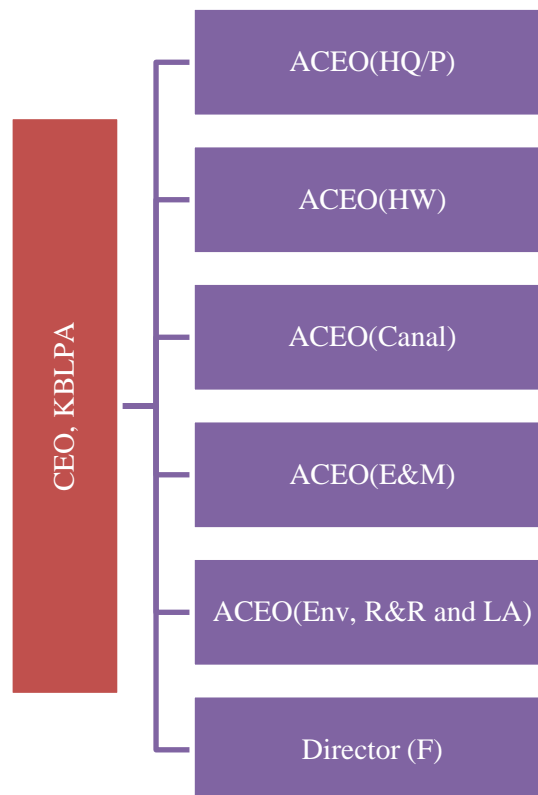 CEO, KBLPA
ACEO(HQ/P)
ACEO(HW)
ACEO(Canal)
ACEO(E&M)
ACEO(Env, R&R and LA)
Director (F)